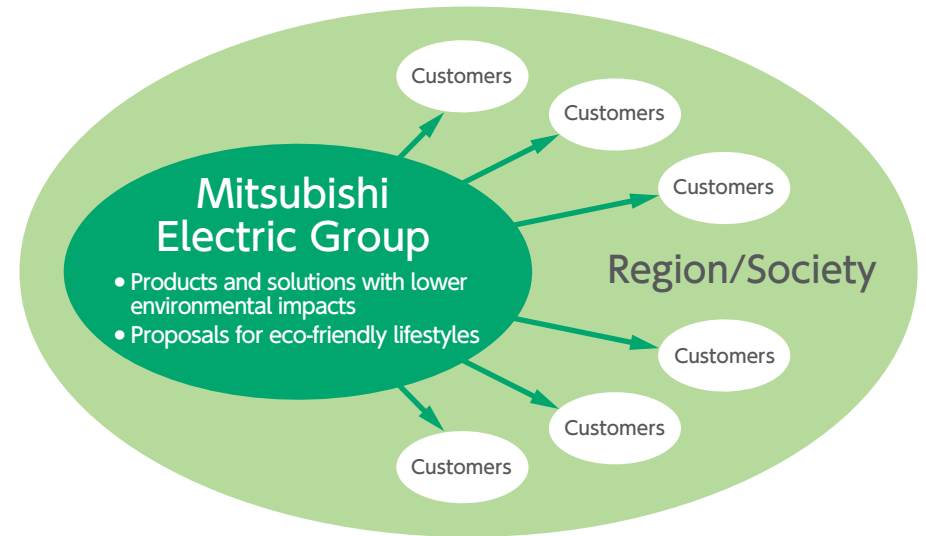 Customers
Customers
Customers
Mitsubishi
Electric Group
• Products and solutions with lower
environmental impacts
• Proposals for eco-friendly lifestyles
Region/Society
Customers
Customers
Customers